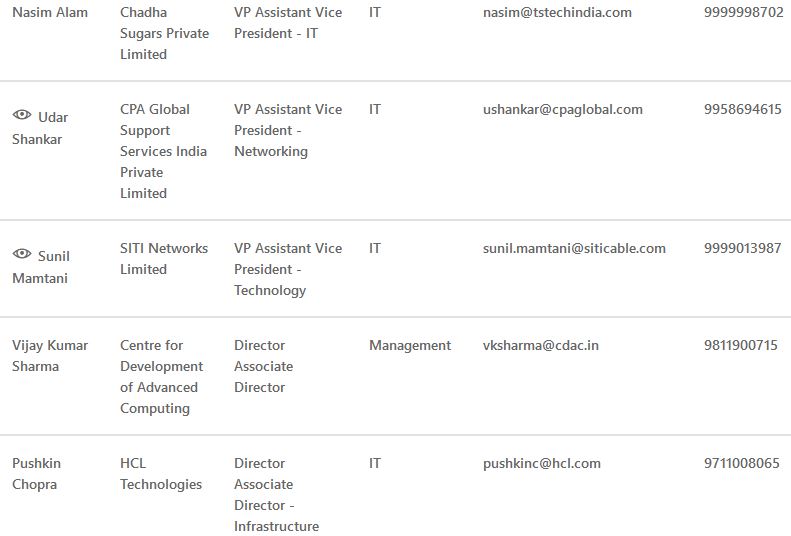 Nasim Alam Chadha VP Assistant Vice IT nasim@tstechindia.com 9999998702
Sugars Private President - IT
Limited
Udar CPA Global VP Assistant Vice IT ushankar@cpaglobal.com 9958694615
Shankar Support President -
Services India Networking
Private
Limited
Sunil SITI Networks VP Assistant Vice IT sunil.mamtani@siticable.com 9999013987
Mamtani Limited President -
Technology
Vijay Kumar Centre for Director Management vksharma@cdac.in 9811900715
Sharma Development Associate
of Advanced Director
Computing
Pushkin HCL Director IT pushkinc@hcl.com 9711008065
Chopra Technologies Associate
Director -
Infrastructure